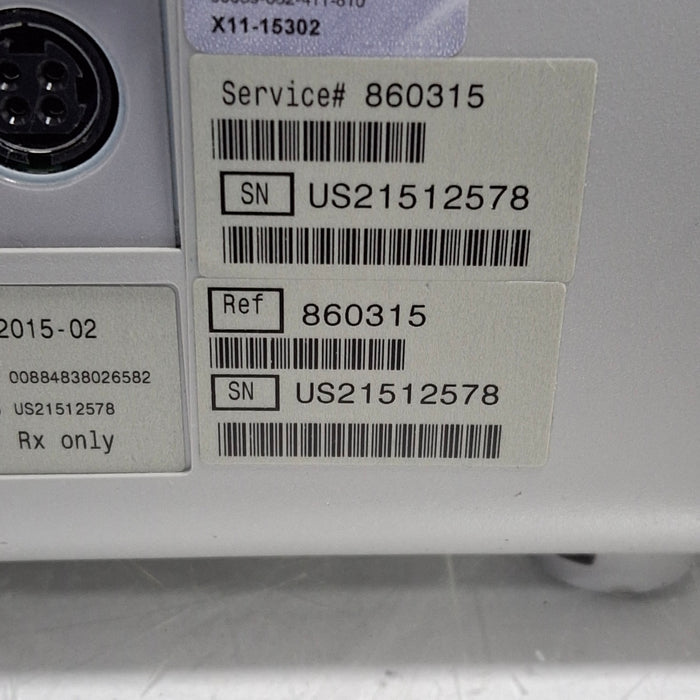 X11-15302
Service# 860315
SN US21512578
Ref 860315
SN US21512578
2015-02
00884838026582
US21512578
Rx only